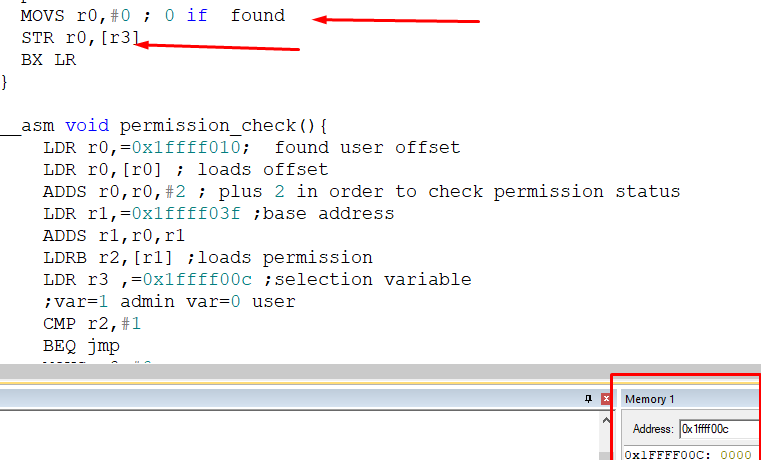 MOVS r0,#0 ; 0 if  found
STR r0,[r3]
BX LR
}
__asm void permission_check(){
LDR r0,=0x1ffff010;  found user offset
LDR r0,[r0] ; loads offset
ADDS r0,r0,#2 ; plus 2 in order to check permission status
LDR r1,=0x1ffff03f ;base address
ADDS r1,r0,r1
LDRB r2,[r1] ;loads permission
LDR r3 ,=0x1ffff00c ;selection variable
;var=1 admin var=0 user
CMP r2,#1
BEQ jmp
Memory 1
Address: 0x1ffff00c
0x1FFFF00C: 0000